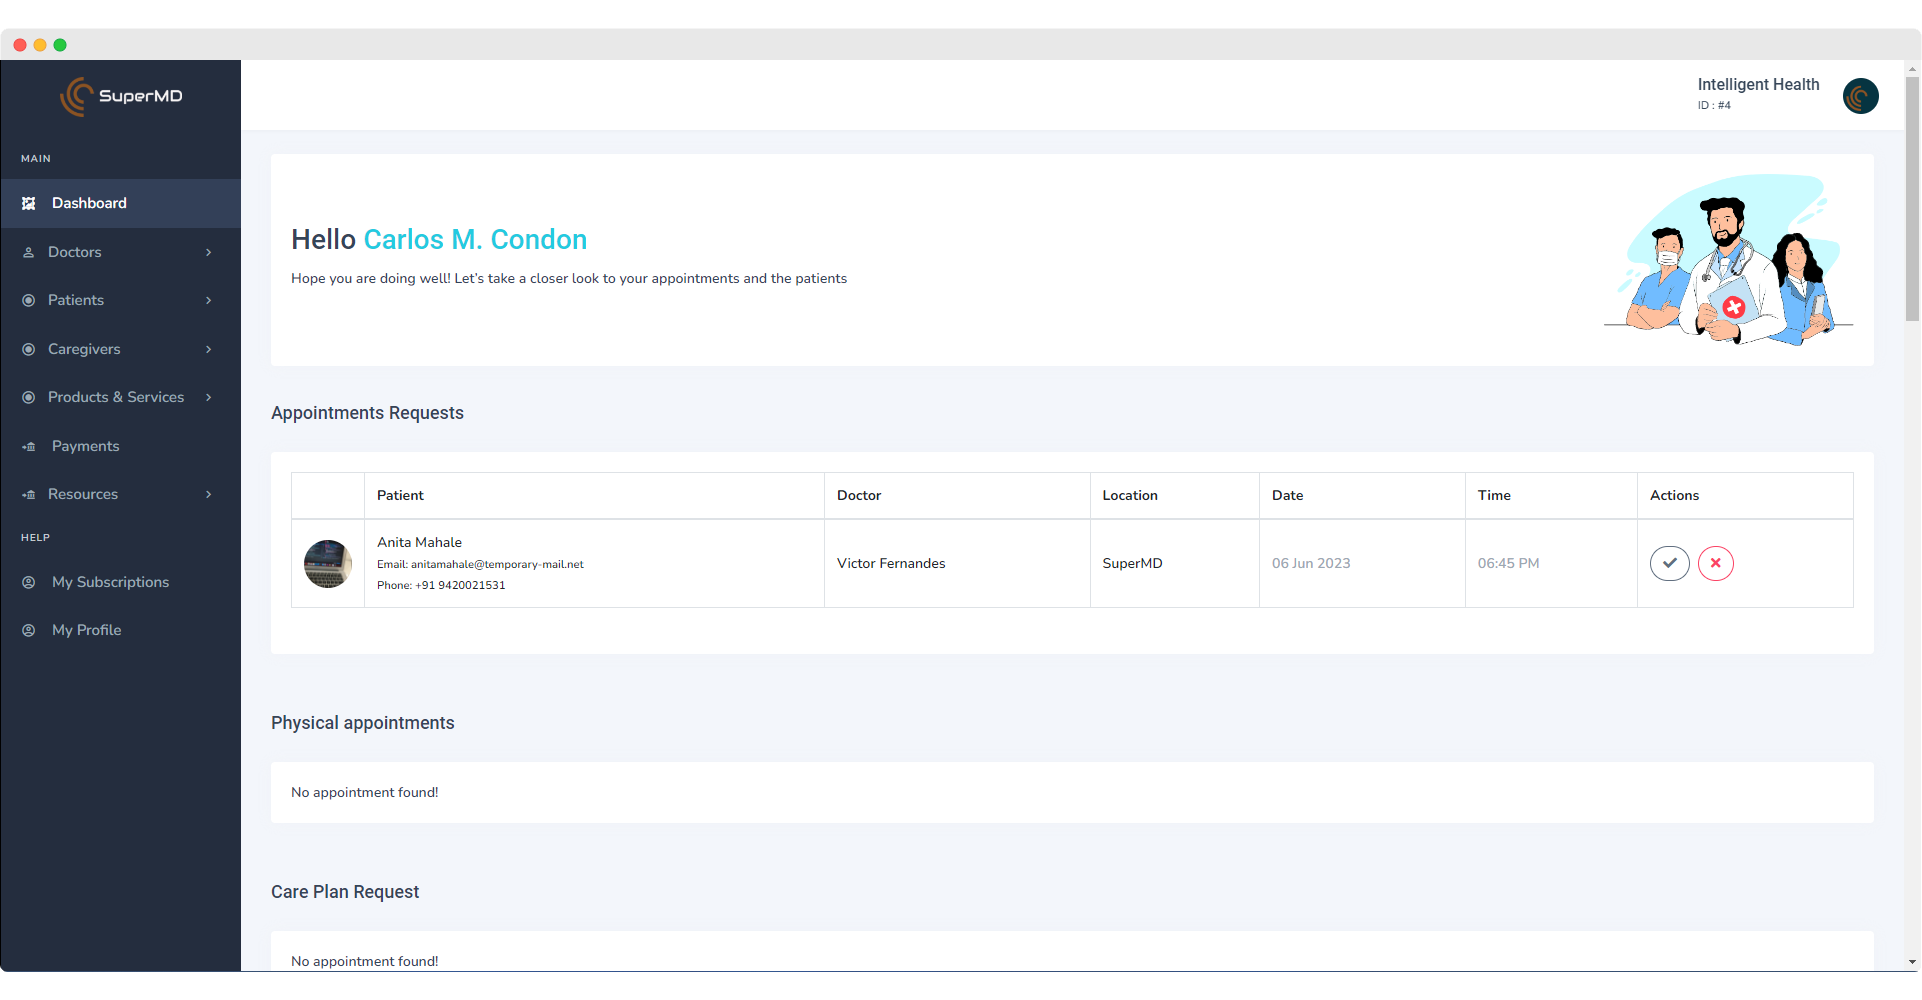 SuperMD
Intelligent Health
ID : #4
MAIN
Dashboard
Doctors
Patients
Caregivers
Products & Services
Payments
Resources
HELP
My Subscriptions
My Profile
Hello Carlos M. Condon
Hope you are doing well! Let's take a closer look to your appointments and the patients
Appointments Requests
Patient Doctor Location Date Time Actions
Anita Mahale
Email: anitamahale@temporary-mail.net
Phone: +91 9420021531
Victor Fernandes SuperMD 06 Jun 2023 06:45 PM
Physical appointments
No appointment found!
Care Plan Request
No appointment found!